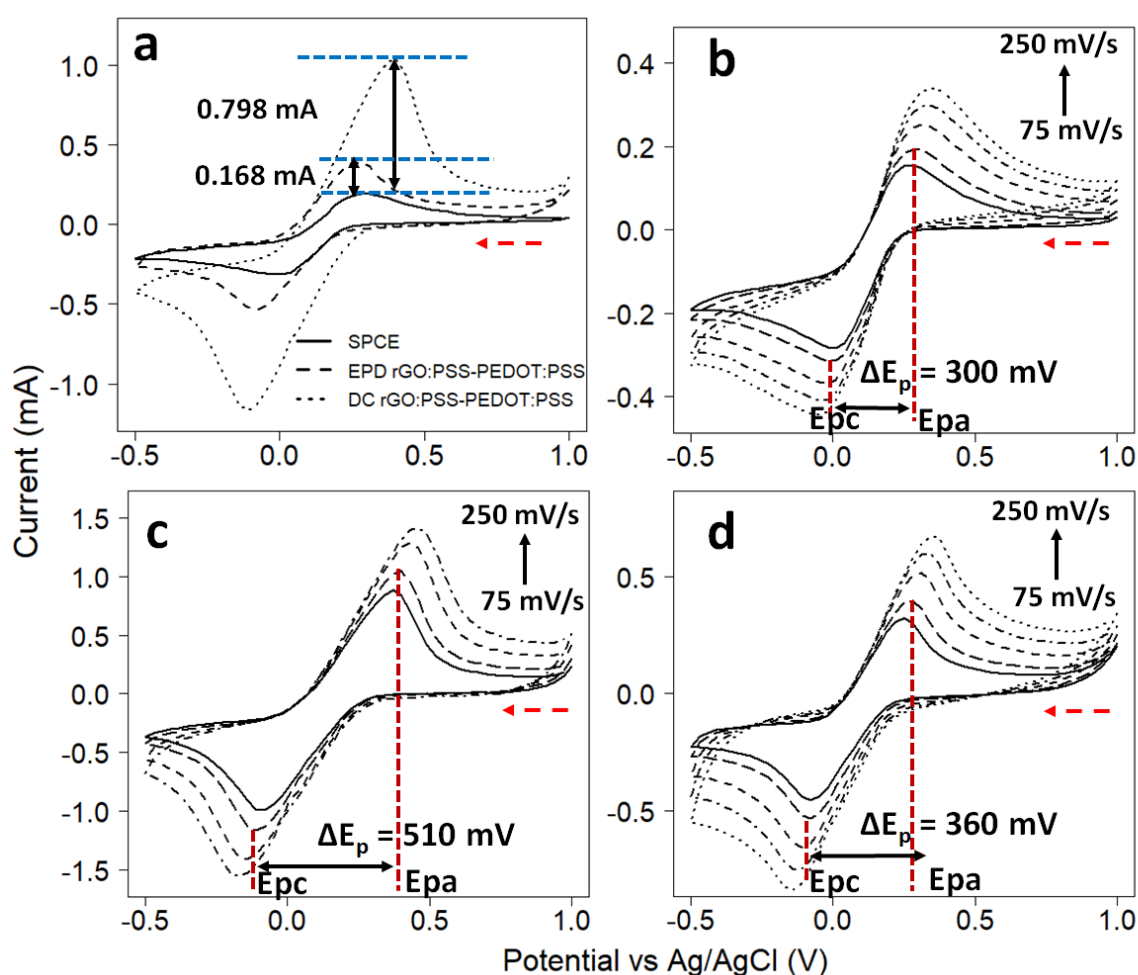 a
1.0
0.5
0.0
-0.5
-1.0
0.798 mA
0.168 mA
SPCE
EPD rGO:PSS-PEDOT:PSS
DC rGO:PSS-PEDOT:PSS
-0.5 0.0 0.5 1.0
b
250 mV/s
75 mV/s
0.4
0.2
0.0
-0.2
-0.4
ΔEp = 300 mV
Epc Epa
-0.5 0.0 0.5 1.0
Current (mA)
c
250 mV/s
75 mV/s
1.5
1.0
0.5
0.0
-0.5
-1.0
-1.5
ΔEp = 510 mV
Epc Epa
-0.5 0.0 0.5 1.0
d
250 mV/s
75 mV/s
0.5
0.0
-0.5
ΔEp = 360 mV
Epc Epa
-0.5 0.0 0.5 1.0
Potential vs Ag/AgCl (V)